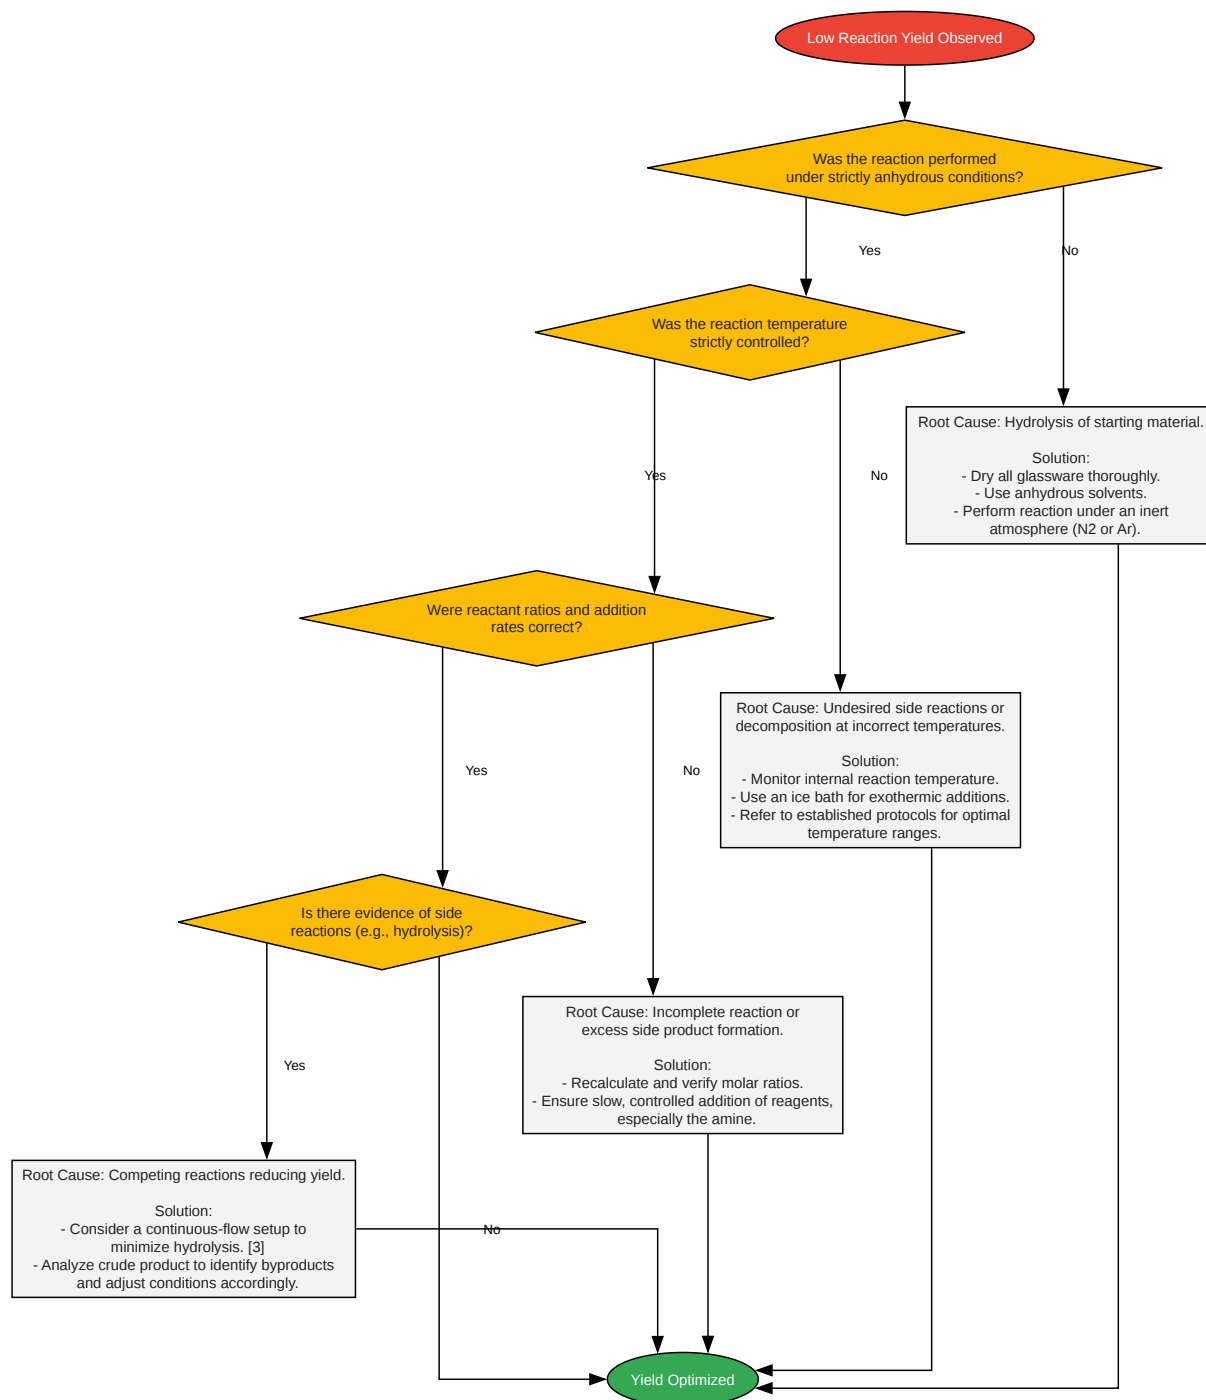 Low Reaction Yield Observed
Was the reaction performed
under strictly anhydrous conditions?
Yes
No
Was the reaction temperature
strictly controlled?
Root Cause: Hydrolysis of starting material.
Solution:
- Dry all glassware thoroughly.
- Use anhydrous solvents.
- Perform reaction under an inert
atmosphere (N2 or Ar).
Yes
No
Were reactant ratios and addition
rates correct?
Root Cause: Undesired side reactions or
decomposition at incorrect temperatures.
Solution:
- Monitor internal reaction temperature.
- Use an ice bath for exothermic additions.
- Refer to established protocols for optimal
temperature ranges.
Yes
No
Is there evidence of side
reactions (e.g., hydrolysis)?
Root Cause: Incomplete reaction or
excess side product formation.
Solution:
- Recalculate and verify molar ratios.
- Ensure slow, controlled addition of reagents,
especially the amine.
Yes
Root Cause: Competing reactions reducing yield.
Solution:
- Consider a continuous-flow setup to
minimize hydrolysis. [3]
- Analyze crude product to identify byproducts
and adjust conditions accordingly.
No
Yield Optimized